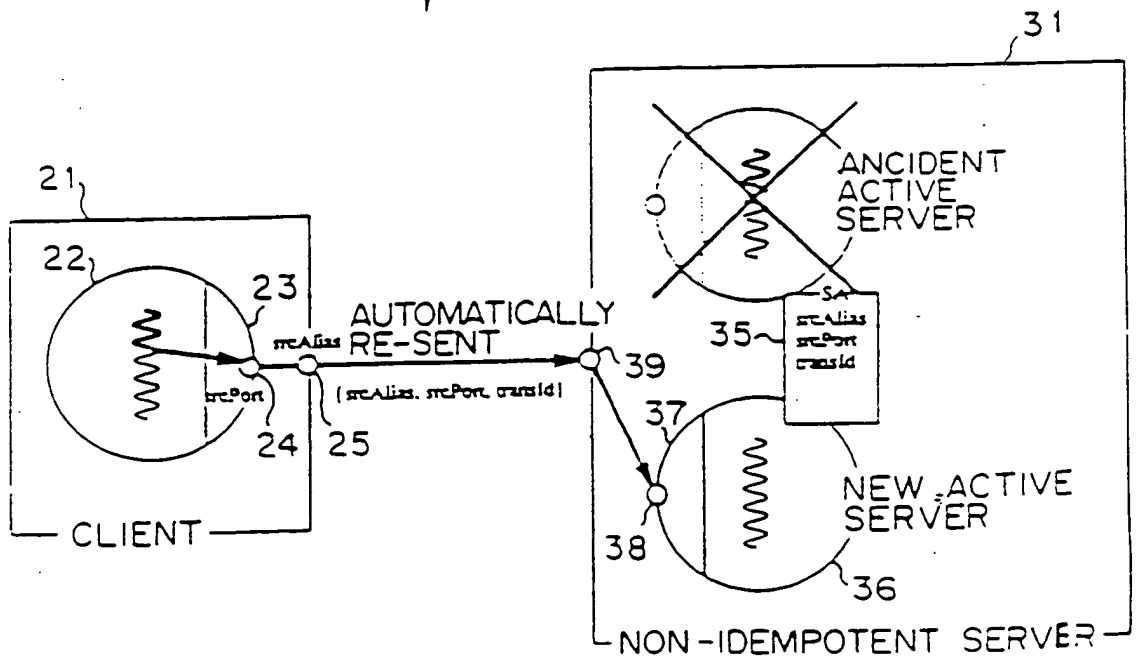 31
ANCIDENT
ACTIVE
SERVER
21
22
23
SA
srcAlias
srcPort
transId
35
AUTOMATICALLY
RE-SENT
srcAlias
39
srcPort
[srcAlias, srcPort, transId]
24
25
37
NEW ACTIVE
SERVER
38
CLIENT
36
NON-IDEMPOTENT SERVER